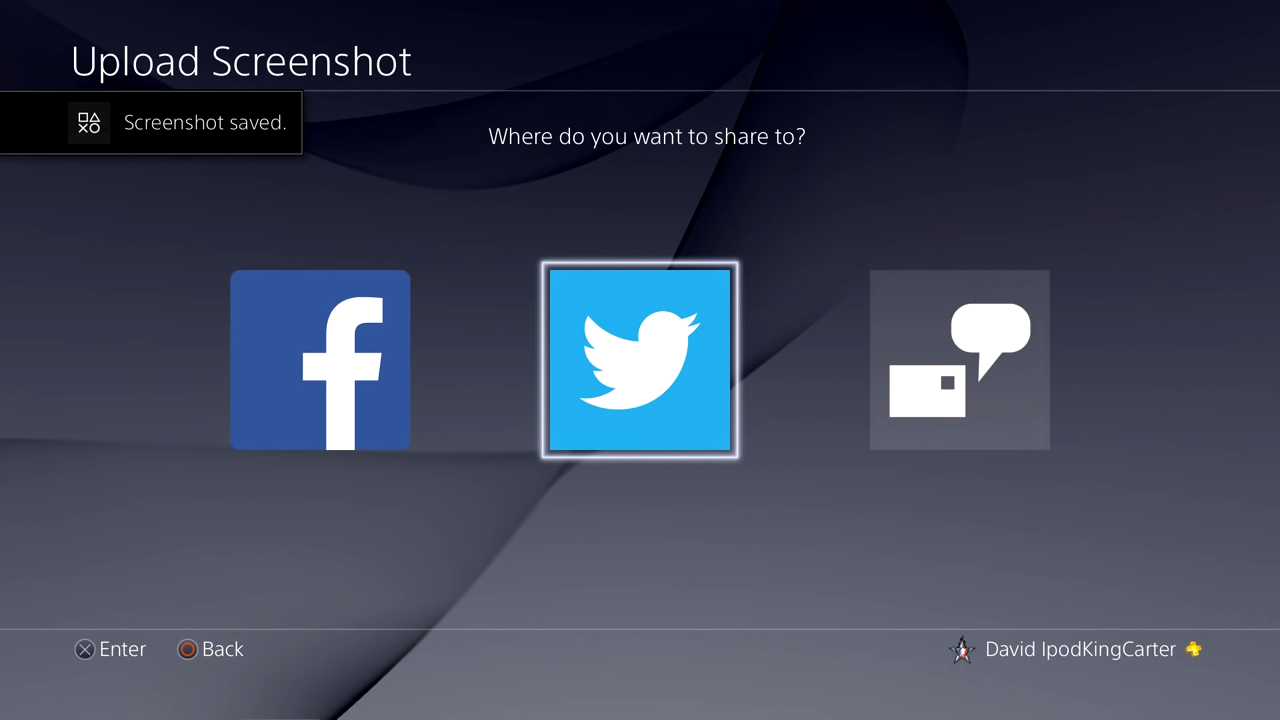 Upload Screenshot
Screenshot saved.
Where do you want to share to?
Enter
Back
David IpodKingCarter